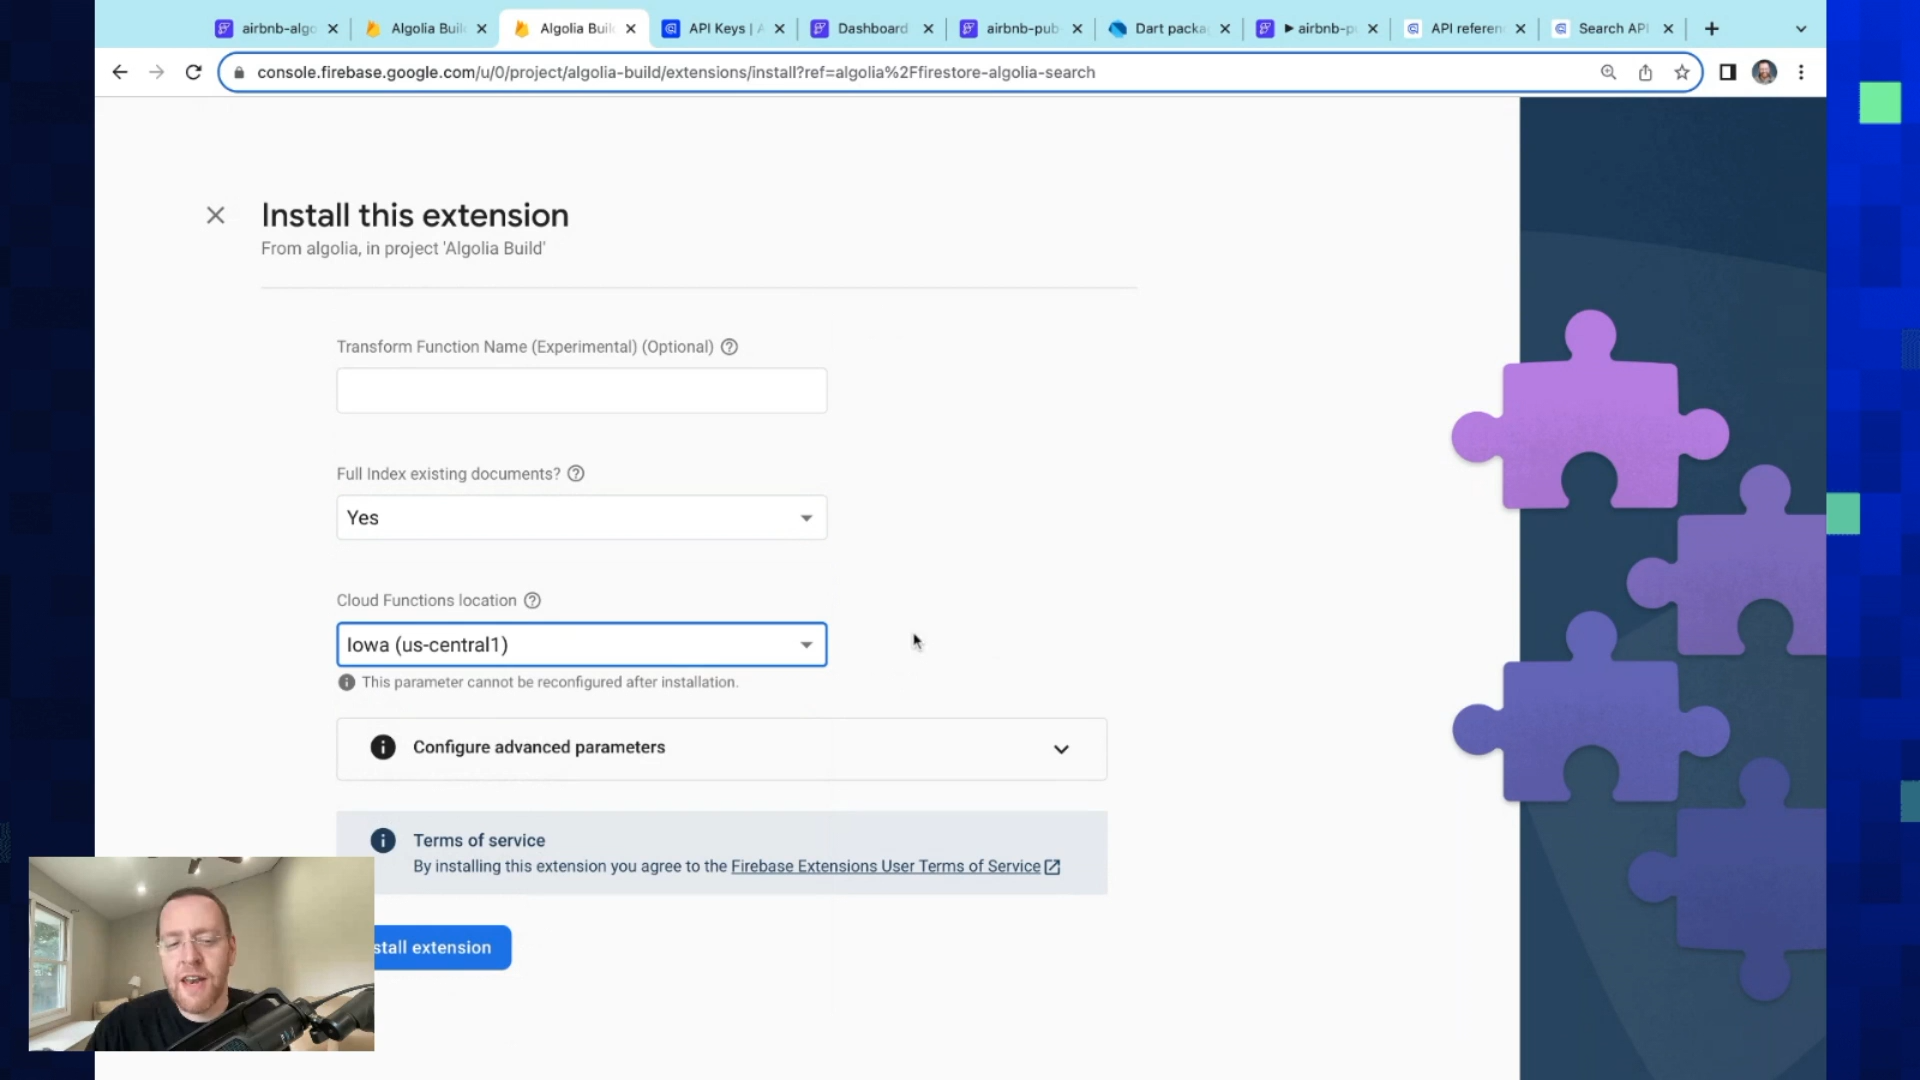 airbnb-algo
Algolia Buil
Algolia Buil
API Keys | A
Dashboard
airbnb-pub
Dart packa
airbnb-p
API referen
Search API
console.firebase.google.com/u/0/project/algolia-build/extensions/install?ref=algolia%2Ffirestore-algolia-search
Install this extension
From algolia, in project 'Algolia Build'
Transform Function Name (Experimental) (Optional)
Full Index existing documents?
Yes
Cloud Functions location
Iowa (us-central1)
This parameter cannot be reconfigured after installation.
Configure advanced parameters
Terms of service
By installing this extension you agree to the Firebase Extensions User Terms of Service
stall extension